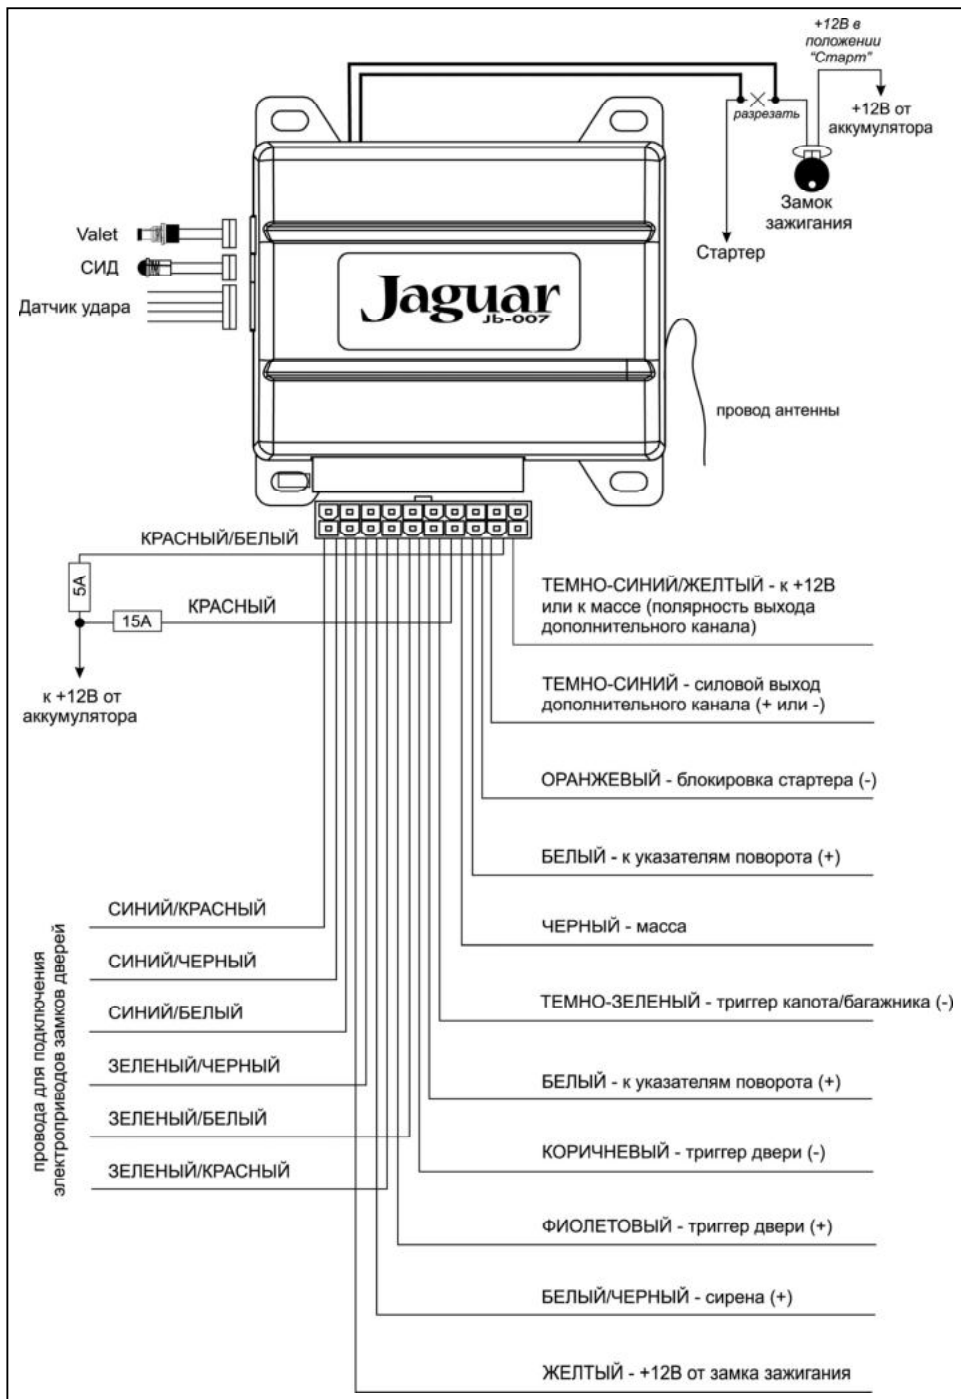 +12В в
положении
"Старт"
+12В от
аккумулятора
разрезать
Замок
зажигания
Стартер
Valet
СИД
Датчик удара
Jaguar
JB-007
провод антенны
КРАСНЫЙ/БЕЛЫЙ
5А
КРАСНЫЙ
15А
к +12В от
аккумулятора
ТЕМНО-СИНИЙ/ЖЕЛТЫЙ - к +12В
или к массе (полярность выхода
дополнительного канала)
ТЕМНО-СИНИЙ - силовой выход
дополнительного канала (+ или -)
ОРАНЖЕВЫЙ - блокировка стартера (-)
БЕЛЫЙ - к указателям поворота (+)
ЧЕРНЫЙ - масса
ТЕМНО-ЗЕЛЕНЫЙ - триггер капота/багажника (-)
БЕЛЫЙ - к указателям поворота (+)
КОРИЧНЕВЫЙ - триггер двери (-)
ФИОЛЕТОВЫЙ - триггер двери (+)
БЕЛЫЙ/ЧЕРНЫЙ - сирена (+)
ЖЕЛТЫЙ - +12В от замка зажигания
провода для подключения
электроприводов замков дверей
СИНИЙ/КРАСНЫЙ
СИНИЙ/ЧЕРНЫЙ
СИНИЙ/БЕЛЫЙ
ЗЕЛЕНЫЙ/ЧЕРНЫЙ
ЗЕЛЕНЫЙ/БЕЛЫЙ
ЗЕЛЕНЫЙ/КРАСНЫЙ